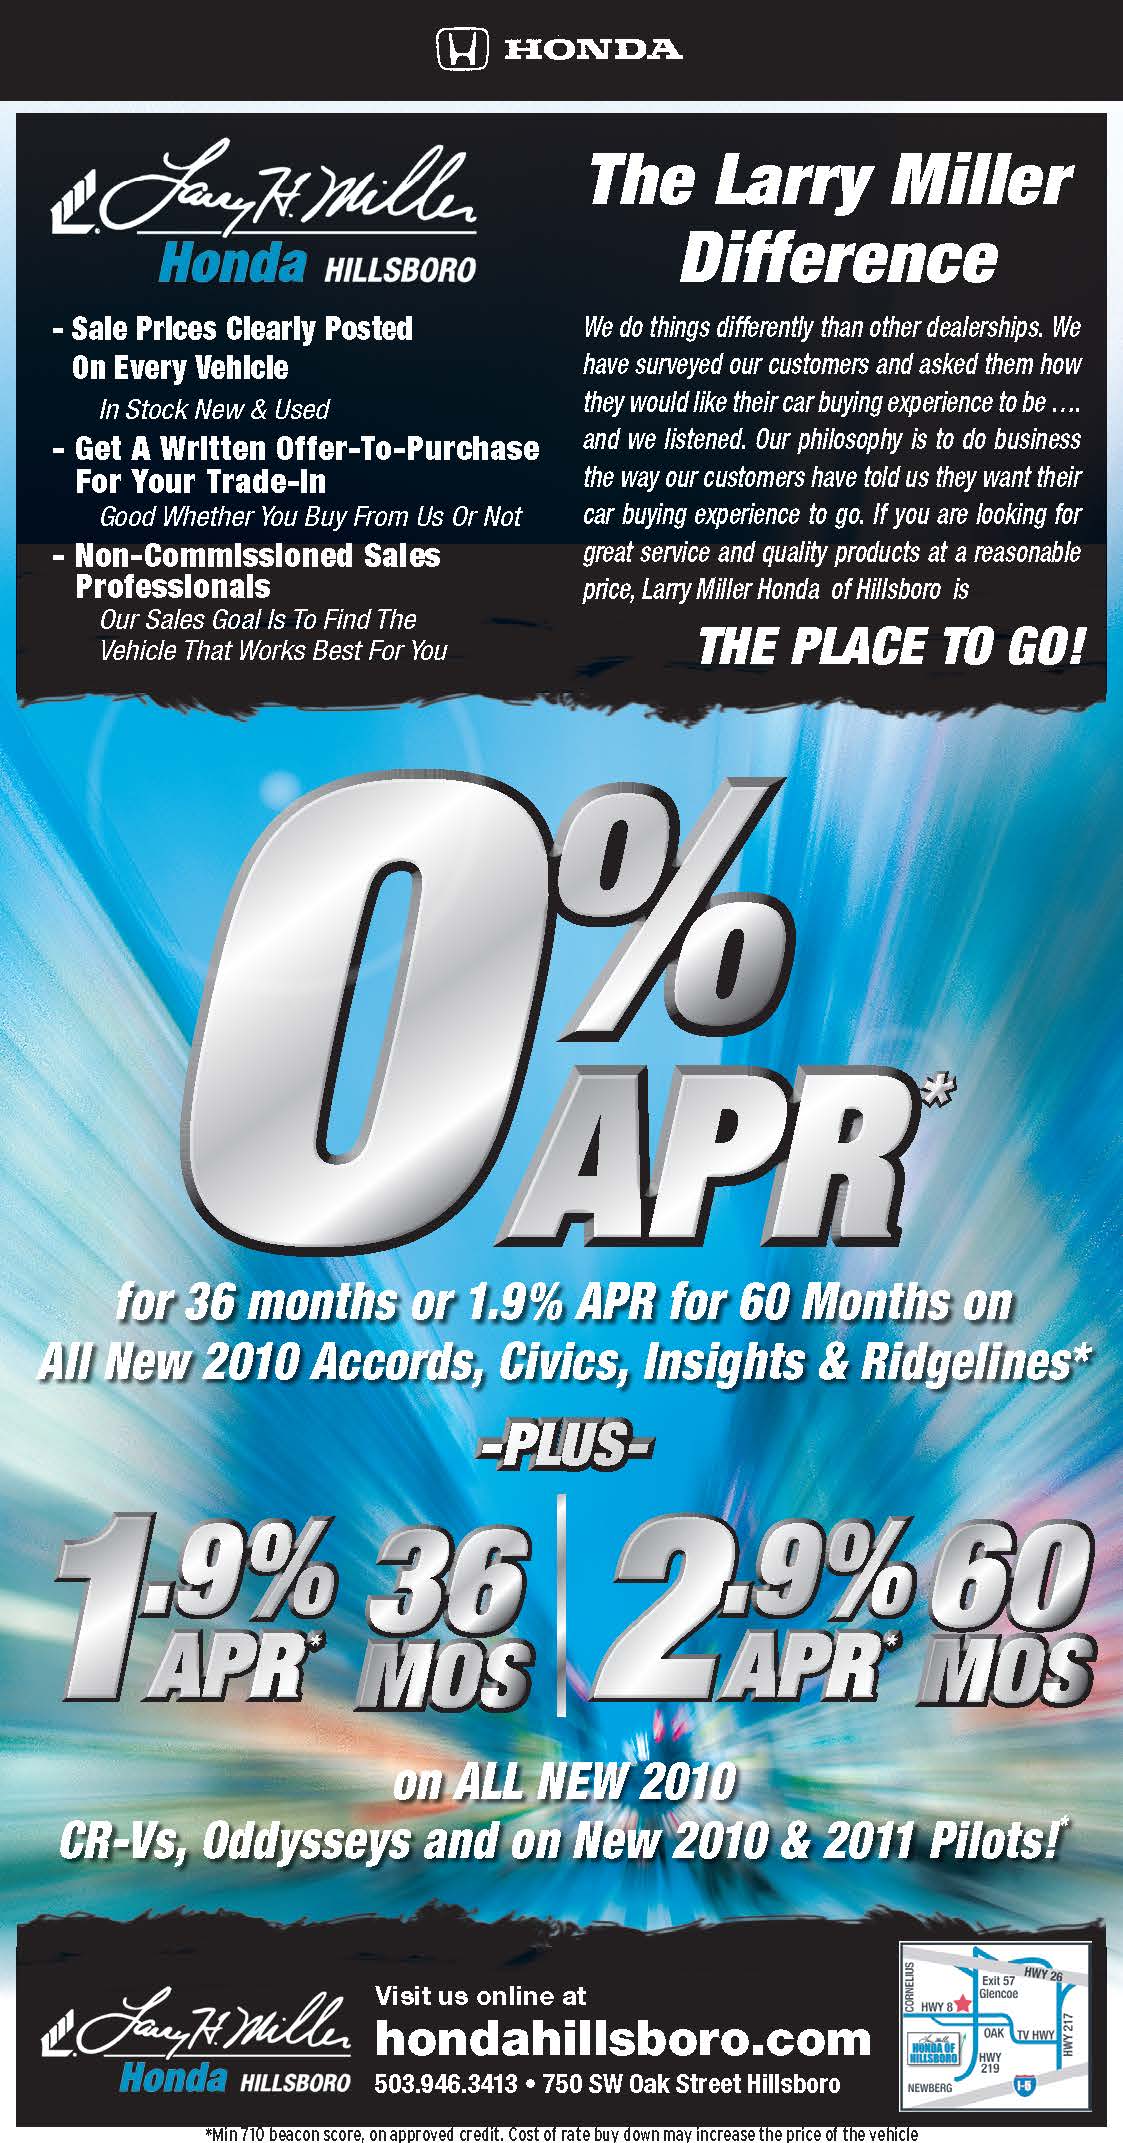 HONDA
Larry H. Miller
Honda HILLSBORO
- Sale Prices Clearly Posted
On Every Vehicle
In Stock New & Used
- Get A Written Offer-To-Purchase
For Your Trade-In
Good Whether You Buy From Us Or Not
- Non-Commissioned Sales
Professionals
Our Sales Goal Is To Find The
Vehicle That Works Best For You
The Larry Miller
Difference
We do things differently than other dealerships. We
have surveyed our customers and asked them how
they would like their car buying experience to be ....
and we listened. Our philosophy is to do business
the way our customers have told us they want their
car buying experience to go. If you are looking for
great service and quality products at a reasonable
price, Larry Miller Honda of Hillsboro is
THE PLACE TO GO!
0%
APR*
for 36 months or 1.9% APR for 60 Months on
All New 2010 Accords, Civics, Insights & Ridgelines*
-PLUS-
1.9% 36
APR* MOS
2.9% 60
APR* MOS
on ALL NEW 2010
CR-Vs, Oddysseys and on New 2010 & 2011 Pilots!*
Larry H. Miller
Honda HILLSBORO
Visit us online at
hondahillsboro.com
503.946.3413 • 750 SW Oak Street Hillsboro
CORNELIUS
Exit 57
Glencoe
HWY 26
HWY 8
OAK
TV HWY
HWY 217
HONDA OF
HILLSBORO
HWY
219
NEWBERG
I-5
*Min 710 beacon score, on approved credit. Cost of rate buy down may increase the price of the vehicle